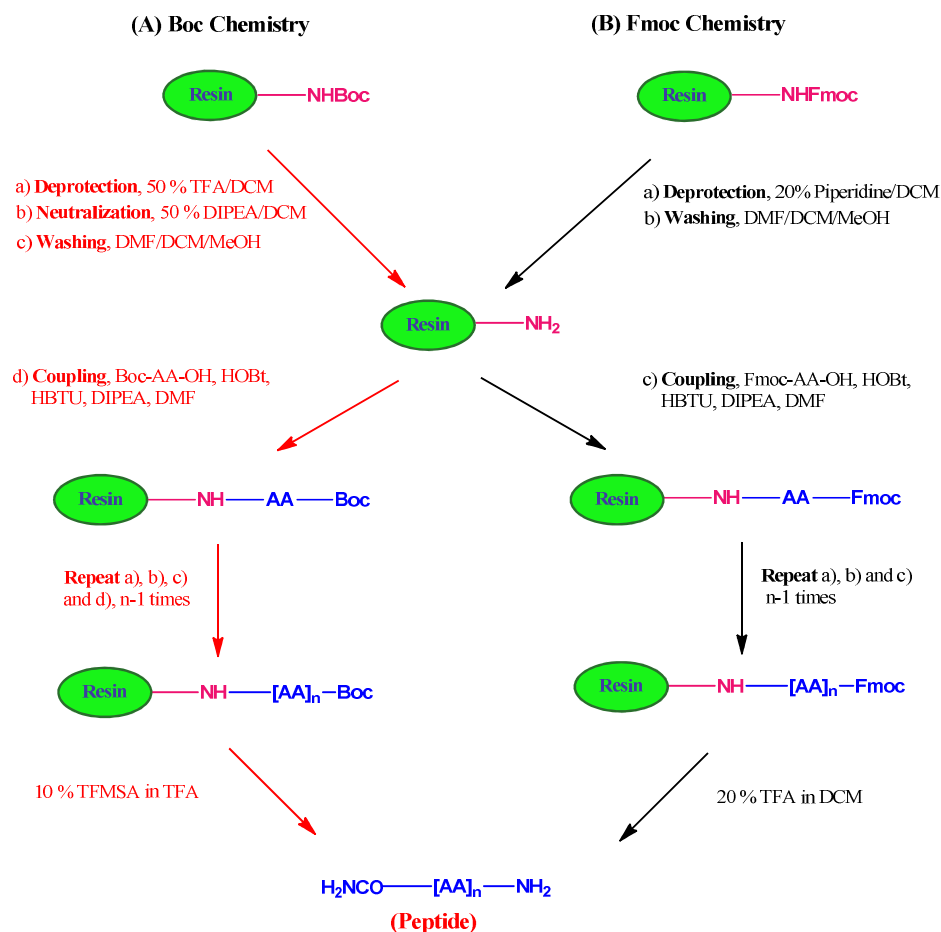 (A) Boc Chemistry
(B) Fmoc Chemistry
Resin NHBoc
Resin NHFmoc
a) Deprotection, 50 % TFA/DCM
b) Neutralization, 50 % DIPEA/DCM
c) Washing, DMF/DCM/MeOH
a) Deprotection, 20% Piperidine/DCM
b) Washing, DMF/DCM/MeOH
Resin NH₂
d) Coupling, Boc-AA-OH, HOBt,
HBTU, DIPEA, DMF
c) Coupling, Fmoc-AA-OH, HOBt,
HBTU, DIPEA, DMF
Resin NH AA Boc
Resin NH AA Fmoc
Repeat a), b), c)
and d), n-1 times
Repeat a), b) and c)
n-1 times
Resin NH [AA]ₙ Boc
Resin NH [AA]ₙ Fmoc
10 % TFMSA in TFA
20 % TFA in DCM
H₂NCO [AA]ₙ NH₂
(Peptide)